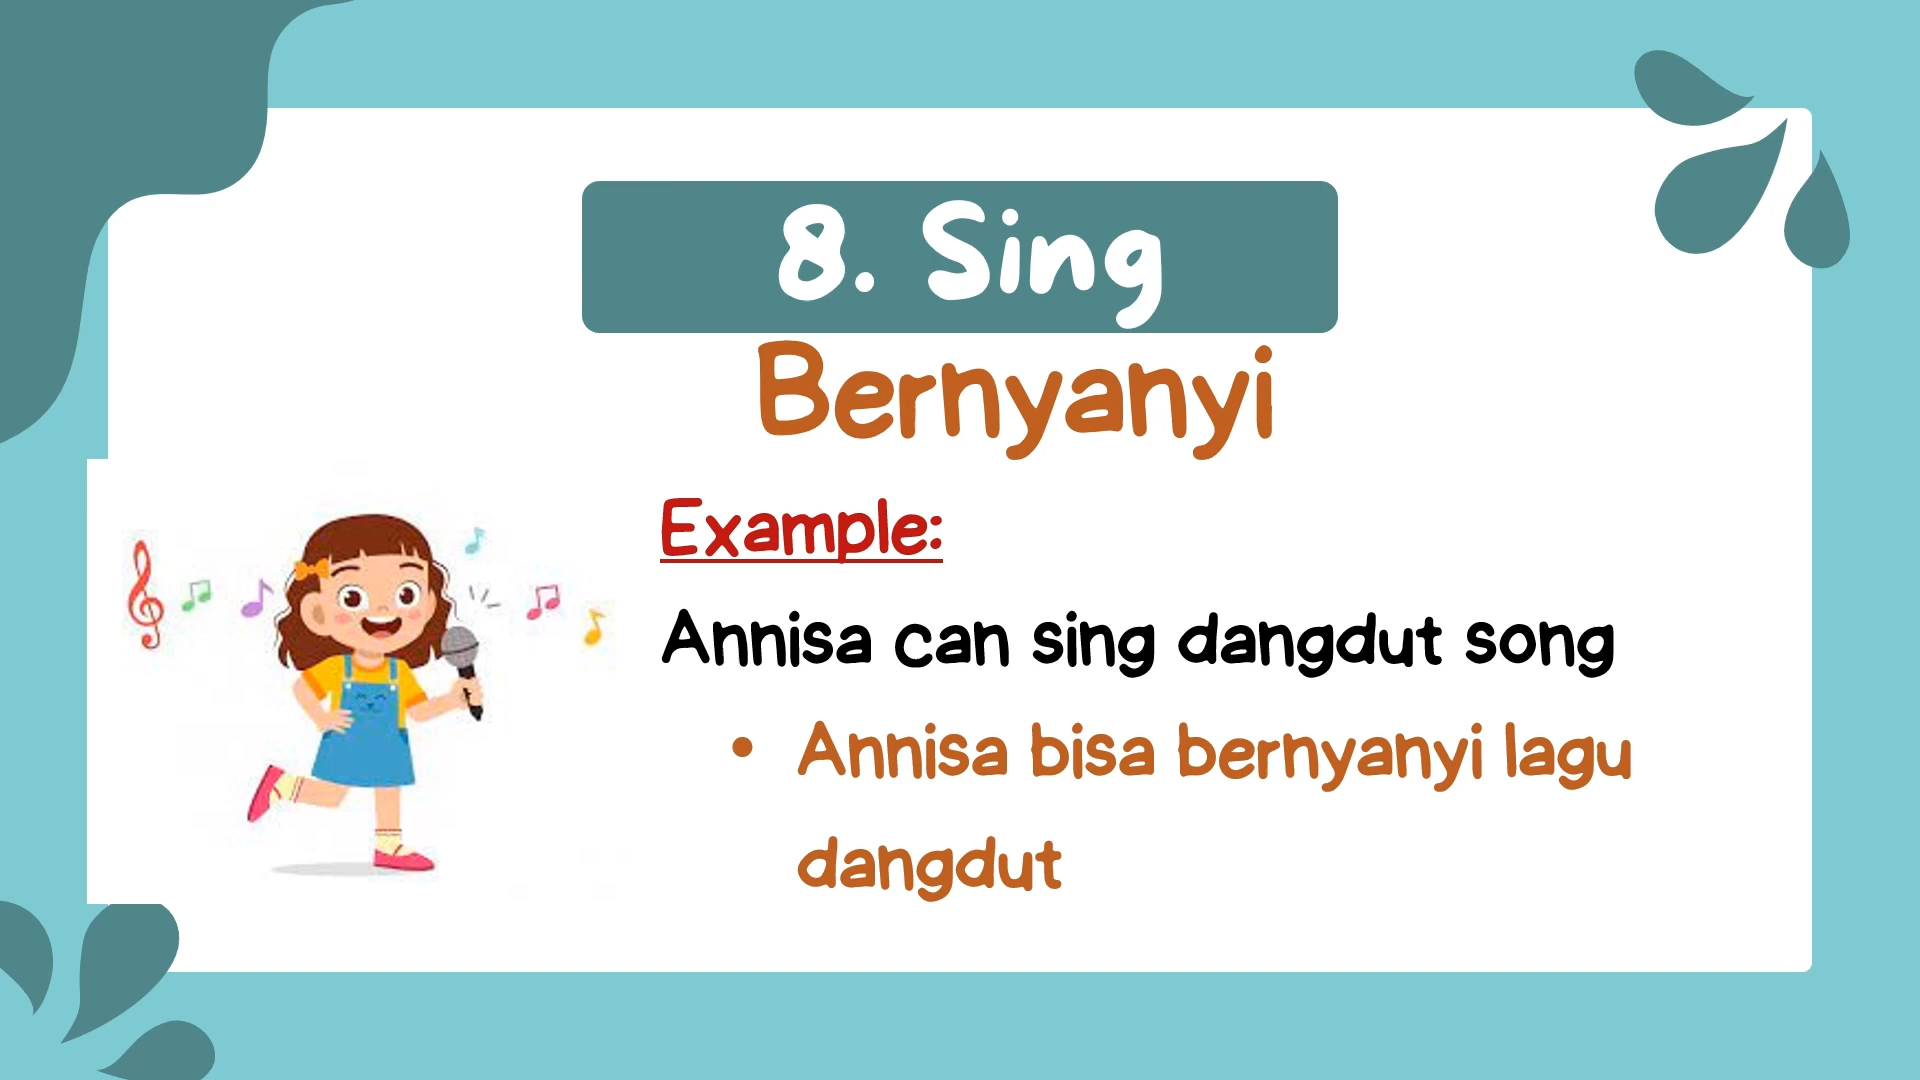 8. Sing
Bernyanyi
Example:
Annisa can sing dangdut song
• Annisa bisa bernyanyi lagu
dangdut